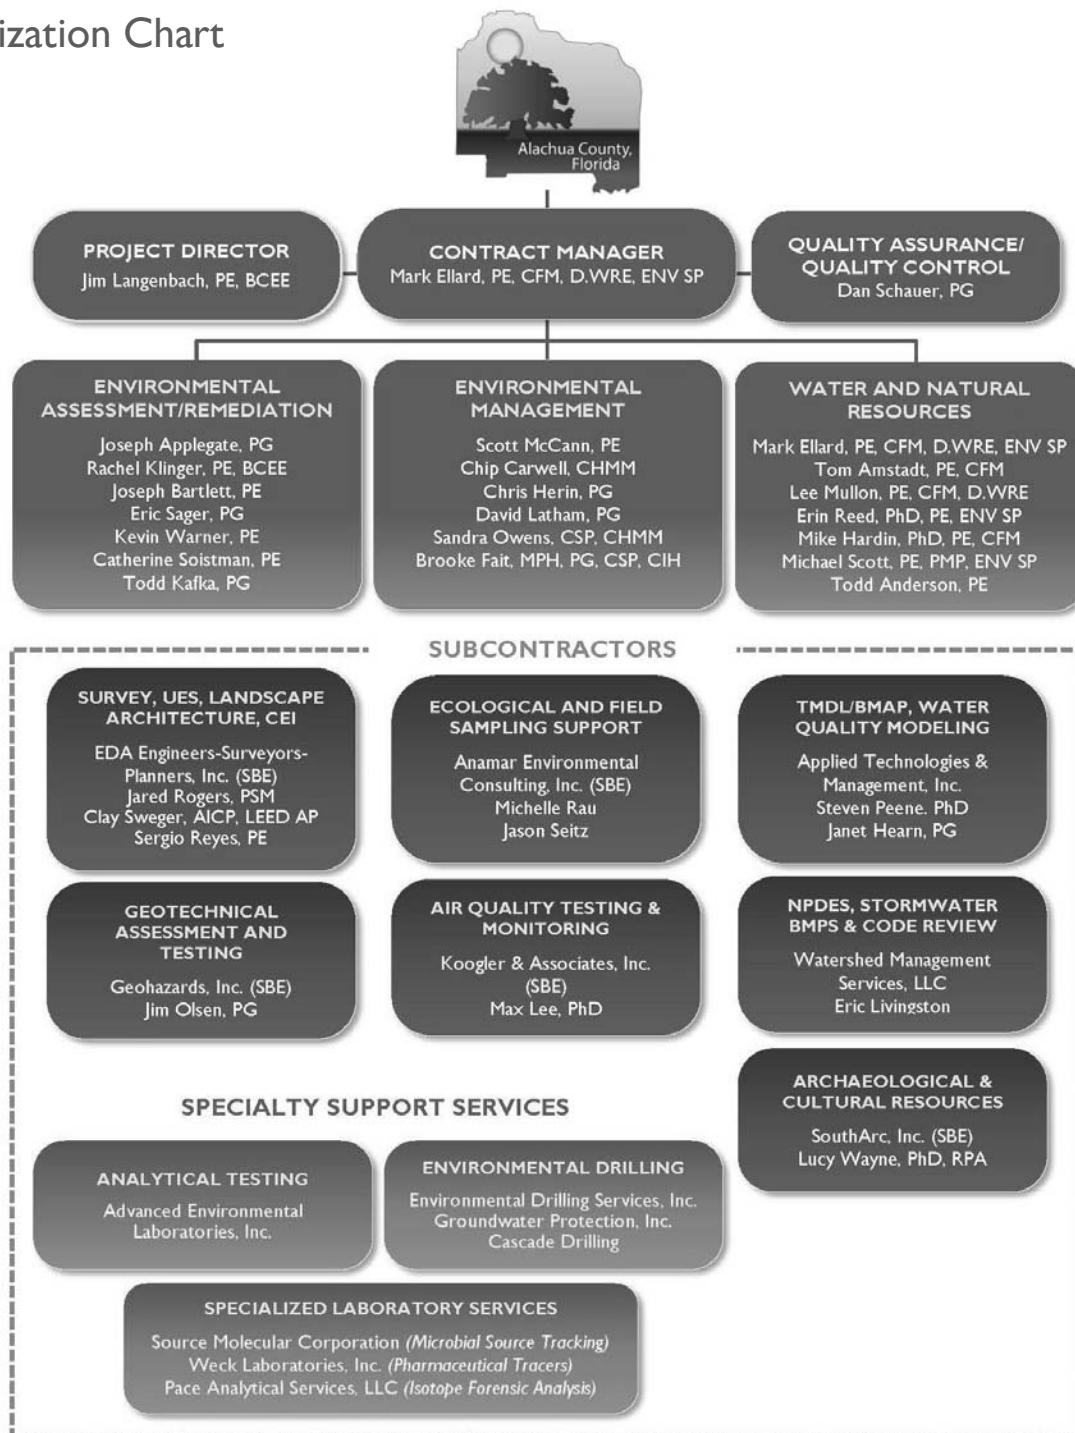 ization Chart
Alachua County,
Florida
PROJECT DIRECTOR
Jim Langenbach, PE, BCEE
CONTRACT MANAGER
Mark Ellard, PE, CFM, D.WRE, ENV SP
QUALITY ASSURANCE/
QUALITY CONTROL
Dan Schauer, PG
ENVIRONMENTAL
ASSESSMENT/REMEDIATION
Joseph Applegate, PG
Rachel Klinger, PE, BCEE
Joseph Bartlett, PE
Eric Sager, PG
Kevin Warner, PE
Catherine Soistman, PE
Todd Kafka, PG
ENVIRONMENTAL
MANAGEMENT
Scott McCann, PE
Chip Carwell, CHMM
Chris Herin, PG
David Latham, PG
Sandra Owens, CSP, CHMM
Brooke Fait, MPH, PG, CSP, CIH
WATER AND NATURAL
RESOURCES
Mark Ellard, PE, CFM, D.WRE, ENV SP
Tom Amstadt, PE, CFM
Lee Mullon, PE, CFM, D.WRE
Erin Reed, PhD, PE, ENV SP
Mike Hardin, PhD, PE, CFM
Michael Scott, PE, PMP, ENV SP
Todd Anderson, PE
SUBCONTRACTORS
SURVEY, UES, LANDSCAPE
ARCHITECTURE, CEI
EDA Engineers-Surveyors-
Planners, Inc. (SBE)
Jared Rogers, PSM
Clay Sweger, AICP, LEED AP
Sergio Reyes, PE
ECOLOGICAL AND FIELD
SAMPLING SUPPORT
Anamar Environmental
Consulting, Inc. (SBE)
Michelle Rau
Jason Seitz
TMDL/BMAP, WATER
QUALITY MODELING
Applied Technologies &
Management, Inc.
Steven Peene. PhD
Janet Hearn, PG
GEOTECHNICAL
ASSESSMENT AND
TESTING
Geohazards, Inc. (SBE)
Jim Olsen, PG
AIR QUALITY TESTING &
MONITORING
Koogler & Associates, Inc.
(SBE)
Max Lee, PhD
NPDES, STORMWATER
BMPS & CODE REVIEW
Watershed Management
Services, LLC
Eric Livingston
ARCHAEOLOGICAL &
CULTURAL RESOURCES
SouthArc, Inc. (SBE)
Lucy Wayne, PhD, RPA
SPECIALTY SUPPORT SERVICES
ANALYTICAL TESTING
Advanced Environmental
Laboratories, Inc.
ENVIRONMENTAL DRILLING
Environmental Drilling Services, Inc.
Groundwater Protection, Inc.
Cascade Drilling
SPECIALIZED LABORATORY SERVICES
Source Molecular Corporation (Microbial Source Tracking)
Weck Laboratories, Inc. (Pharmaceutical Tracers)
Pace Analytical Services, LLC (Isotope Forensic Analysis)